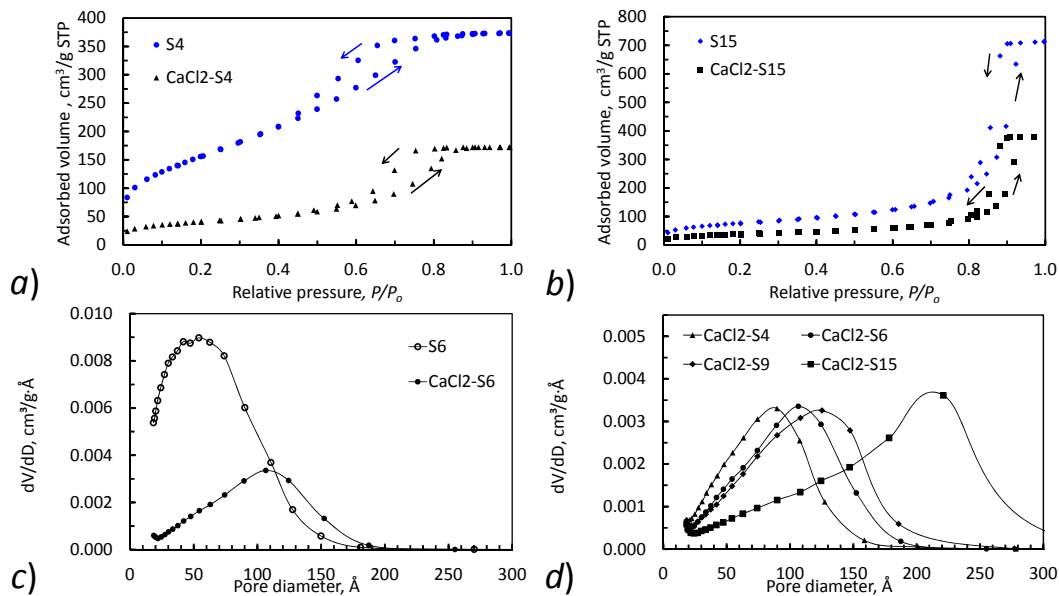 400
350
300
250
200
150
100
50
0
0.0 0.2 0.4 0.6 0.8 1.0
Adsorbed volume , cm³/g STP
Relative pressure, P/Pₒ
S4
CaCl2-S4
a)
800
700
600
500
400
300
200
100
0
0.0 0.2 0.4 0.6 0.8 1.0
Adsorbed volume, cm³/g STP
Relative pressure, P/Pₒ
S15
CaCl2-S15
b)
0.010
0.008
0.006
0.004
0.002
0.000
0 50 100 150 200 250 300
dV/dD, cm³/g·Å
Pore diameter, Å
S6
CaCl2-S6
c)
0.005
0.004
0.003
0.002
0.001
0.000
0 50 100 150 200 250 300
dV/dD, cm³/g·Å
Pore diameter, Å
CaCl2-S4 CaCl2-S6
CaCl2-S9 CaCl2-S15
d)